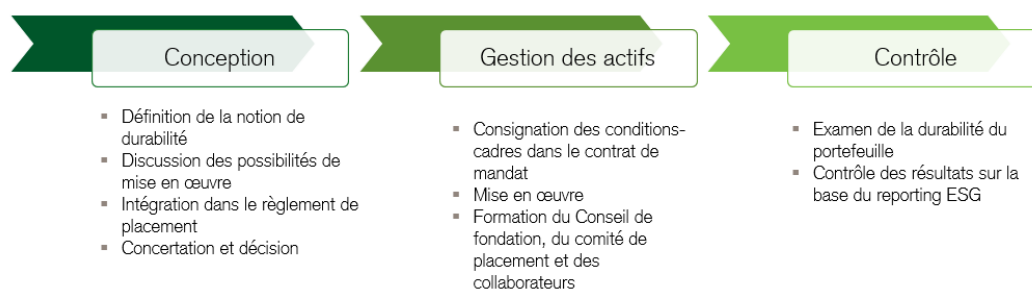 Conception
Définition de la notion de
durabilité
Discussion des possibilités de
mise en œuvre
Intégration dans le règlement de
placement
Concertation et décision
Gestion des actifs
Consignation des conditions-
cadres dans le contrat de
mandat
Mise en œuvre
Formation du Conseil de
fondation, du comité de
placement et des
collaborateurs
Contrôle
Examen de la durabilité du
portefeuille
Contrôle des résultats sur la
base du reporting ESG